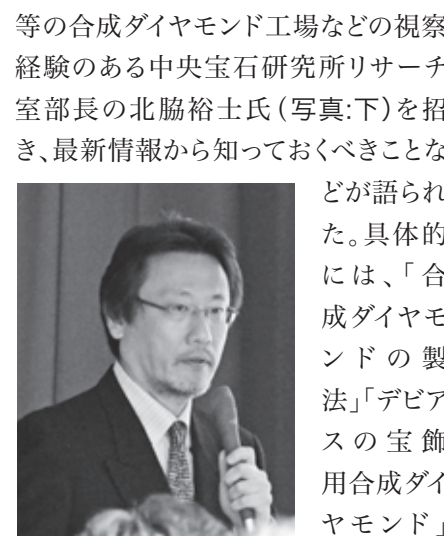 等の合成ダイヤモンド工場などの視察
経験のある中央宝石研究所リサーチ
室部長の北脇裕士氏(写真:下)を招
き、最新情報から知っておくべきことな
どが語られ
た。具体的
には、「合
成ダイヤモ
ンドの製
法」「デビア
スの宝飾
用合成ダイ
ヤモンド」